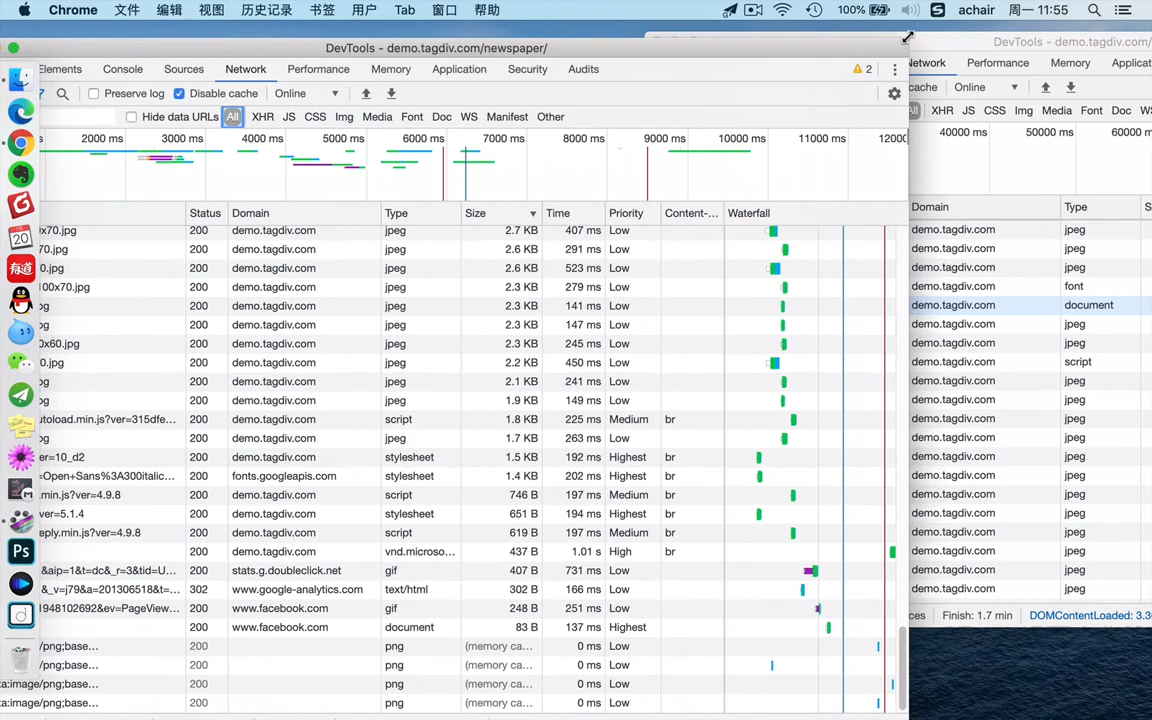 Chrome 文件 编辑 视图 历史记录 书签 用户 Tab 窗口 帮助 100% achair 周一 11:55
DevTools - demo.tagdiv.com/newspaper/
DevTools - demo.tagdiv.com/
Elements Console Sources Network Performance Memory Application Security Audits 2
Network Performance Memory Applicat
Preserve log Disable cache Online
cache Online
Hide data URLs All XHR JS CSS Img Media Font Doc WS Manifest Other
All XHR JS CSS Img Media Font Doc WS
2000 ms 3000 ms 4000 ms 5000 ms 6000 ms 7000 ms 8000 ms 9000 ms 10000 ms 11000 ms 12000
40000 ms 50000 ms 60000 m
Status Domain Type Size Time Priority Content-... Waterfall
Domain Type S
0x70.jpg 200 demo.tagdiv.com jpeg 2.7 KB 407 ms Low
70.jpg 200 demo.tagdiv.com jpeg 2.6 KB 291 ms Low
0.jpg 200 demo.tagdiv.com jpeg 2.6 KB 523 ms Low
100x70.jpg 200 demo.tagdiv.com jpeg 2.3 KB 279 ms Low
pg 200 demo.tagdiv.com jpeg 2.3 KB 141 ms Low
pg 200 demo.tagdiv.com jpeg 2.3 KB 147 ms Low
0x60.jpg 200 demo.tagdiv.com jpeg 2.3 KB 245 ms Low
0.jpg 200 demo.tagdiv.com jpeg 2.2 KB 450 ms Low
pg 200 demo.tagdiv.com jpeg 2.1 KB 241 ms Low
pg 200 demo.tagdiv.com jpeg 1.9 KB 149 ms Low
utoload.min.js?ver=315dfe... 200 demo.tagdiv.com script 1.8 KB 225 ms Medium br
pg 200 demo.tagdiv.com jpeg 1.7 KB 263 ms Low
er=10_d2 200 demo.tagdiv.com stylesheet 1.5 KB 192 ms Highest br
=Open+Sans%3A300italic... 200 fonts.googleapis.com stylesheet 1.4 KB 202 ms Highest br
.min.js?ver=4.9.8 200 demo.tagdiv.com script 746 B 197 ms Medium br
ver=5.1.4 200 demo.tagdiv.com stylesheet 651 B 194 ms Highest br
eply.min.js?ver=4.9.8 200 demo.tagdiv.com script 619 B 197 ms Medium br
200 demo.tagdiv.com vnd.microso... 437 B 1.01 s High br
&aip=1&t=dc&_r=3&tid=U... 200 stats.g.doubleclick.net gif 407 B 731 ms Low
&_v=j79&a=201306518&t=... 302 www.google-analytics.com text/html 302 B 166 ms Low
1948102692&ev=PageView... 200 www.facebook.com gif 248 B 251 ms Low
200 www.facebook.com document 83 B 137 ms Highest
/png;base... 200 png (memory ca... 0 ms Low
/png;base... 200 png (memory ca... 0 ms Low
ta:image/png;base... 200 png (memory ca... 0 ms Low
ta:image/png;base... 200 png (memory ca... 0 ms Low
demo.tagdiv.com jpeg
demo.tagdiv.com jpeg
demo.tagdiv.com jpeg
demo.tagdiv.com font
demo.tagdiv.com document
demo.tagdiv.com jpeg
demo.tagdiv.com jpeg
demo.tagdiv.com script
demo.tagdiv.com jpeg
demo.tagdiv.com jpeg
demo.tagdiv.com jpeg
demo.tagdiv.com jpeg
demo.tagdiv.com jpeg
demo.tagdiv.com jpeg
demo.tagdiv.com jpeg
demo.tagdiv.com jpeg
demo.tagdiv.com jpeg
demo.tagdiv.com jpeg
demo.tagdiv.com jpeg
demo.tagdiv.com jpeg
ces Finish: 1.7 min DOMContentLoaded: 3.3
20
有道
Ps